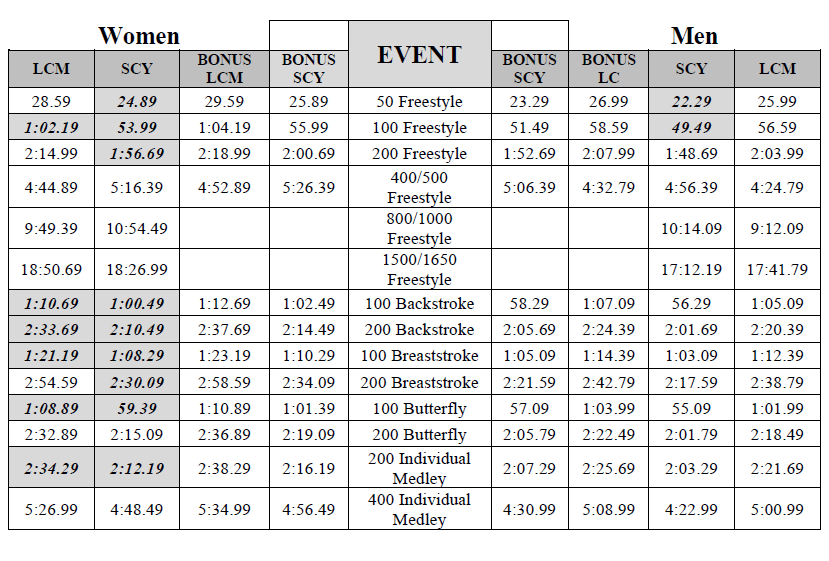 Women Men
LCM SCY BONUS LCM BONUS SCY EVENT BONUS SCY BONUS LC SCY LCM
28.59 24.89 29.59 25.89 50 Freestyle 23.29 26.99 22.29 25.99
1:02.19 53.99 1:04.19 55.99 100 Freestyle 51.49 58.59 49.49 56.59
2:14.99 1:56.69 2:18.99 2:00.69 200 Freestyle 1:52.69 2:07.99 1:48.69 2:03.99
4:44.89 5:16.39 4:52.89 5:26.39 400/500 Freestyle 5:06.39 4:32.79 4:56.39 4:24.79
9:49.39 10:54.49 800/1000 Freestyle 10:14.09 9:12.09
18:50.69 18:26.99 1500/1650 Freestyle 17:12.19 17:41.79
1:10.69 1:00.49 1:12.69 1:02.49 100 Backstroke 58.29 1:07.09 56.29 1:05.09
2:33.69 2:10.49 2:37.69 2:14.49 200 Backstroke 2:05.69 2:24.39 2:01.69 2:20.39
1:21.19 1:08.29 1:23.19 1:10.29 100 Breaststroke 1:05.09 1:14.39 1:03.09 1:12.39
2:54.59 2:30.09 2:58.59 2:34.09 200 Breaststroke 2:21.59 2:42.79 2:17.59 2:38.79
1:08.89 59.39 1:10.89 1:01.39 100 Butterfly 57.09 1:03.99 55.09 1:01.99
2:32.89 2:15.09 2:36.89 2:19.09 200 Butterfly 2:05.79 2:22.49 2:01.79 2:18.49
2:34.29 2:12.19 2:38.29 2:16.19 200 Individual Medley 2:07.29 2:25.69 2:03.29 2:21.69
5:26.99 4:48.49 5:34.99 4:56.49 400 Individual Medley 4:30.99 5:08.99 4:22.99 5:00.99